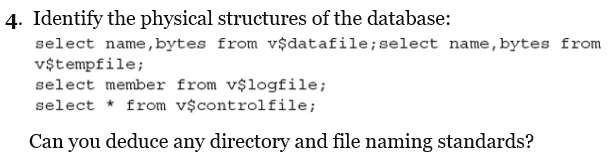 4. Identify the physical structures of the database:
select name,bytes from v$datafile;select name,bytes from
v$tempfile;
select member from v$logfile;
select * from v$controlfile;
Can you deduce any directory and file naming standards?